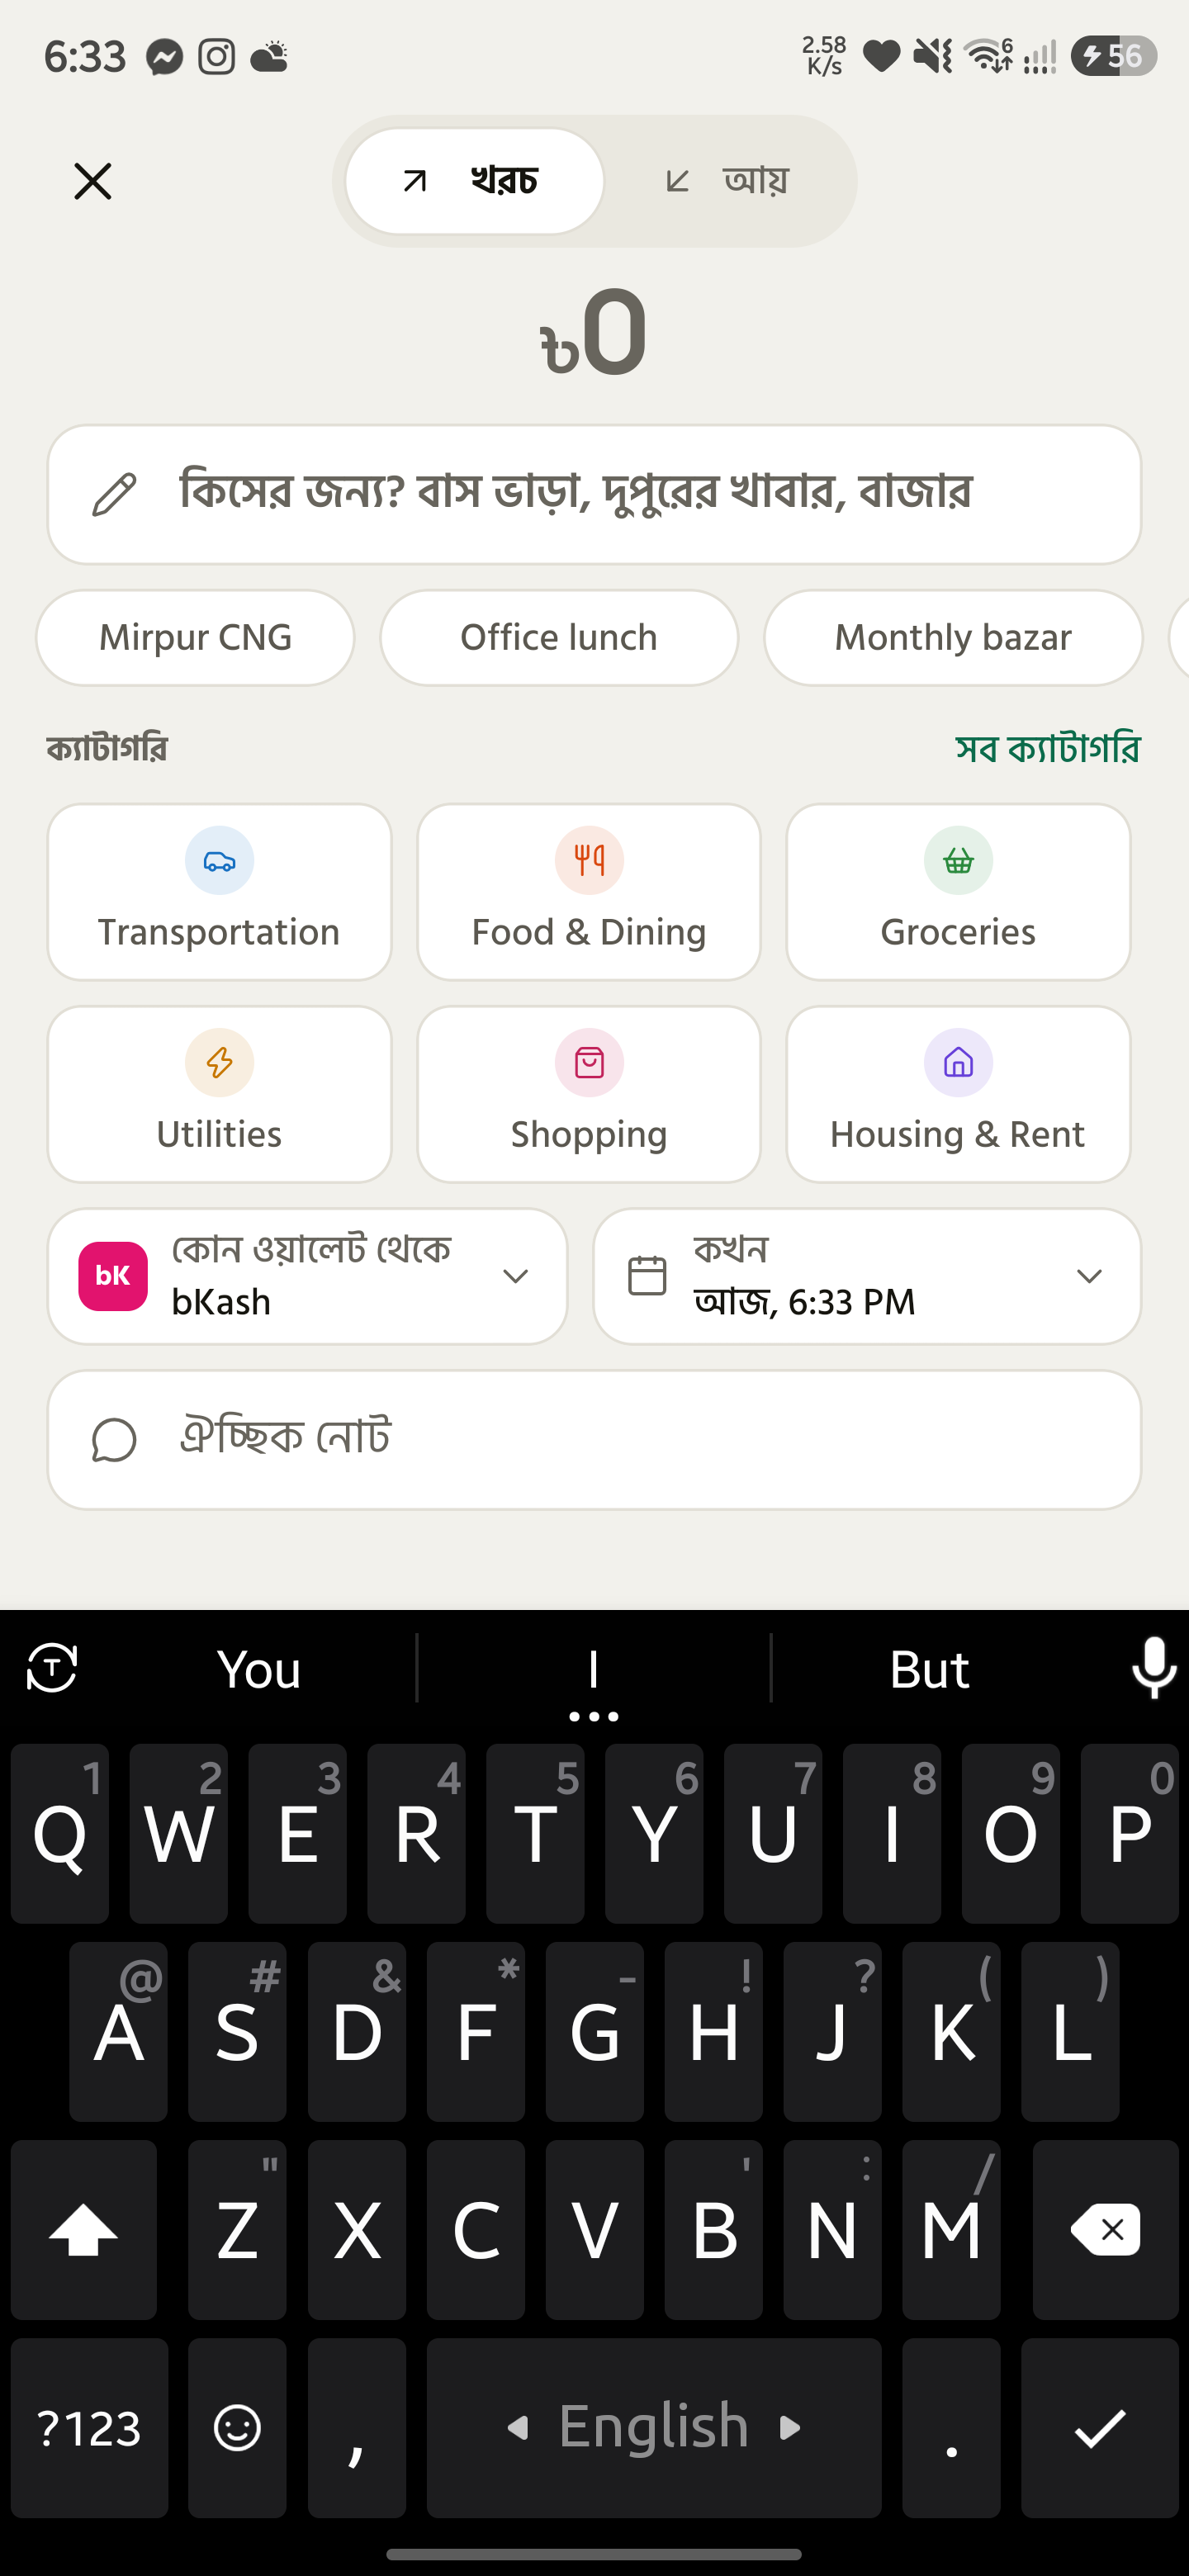 6:33
2.58
K/s
6
56
খরচ
আয়
৳0
কিসের জন্য? বাস ভাড়া, দুপুরের খাবার, বাজার
Mirpur CNG
Office lunch
Monthly bazar
ক্যাটাগরি
সব ক্যাটাগরি
Transportation
Food & Dining
Groceries
Utilities
Shopping
Housing & Rent
bK
কোন ওয়ালেট থেকে
bKash
কখন
আজ, 6:33 PM
ঐচ্ছিক নোট
T
You
I
But
1 2 3 4 5 6 7 8 9 0
Q W E R T Y U I O P
@ # & * - ! ? ( )
A S D F G H J K L
" ' : /
Z X C V B N M
?123 , English .